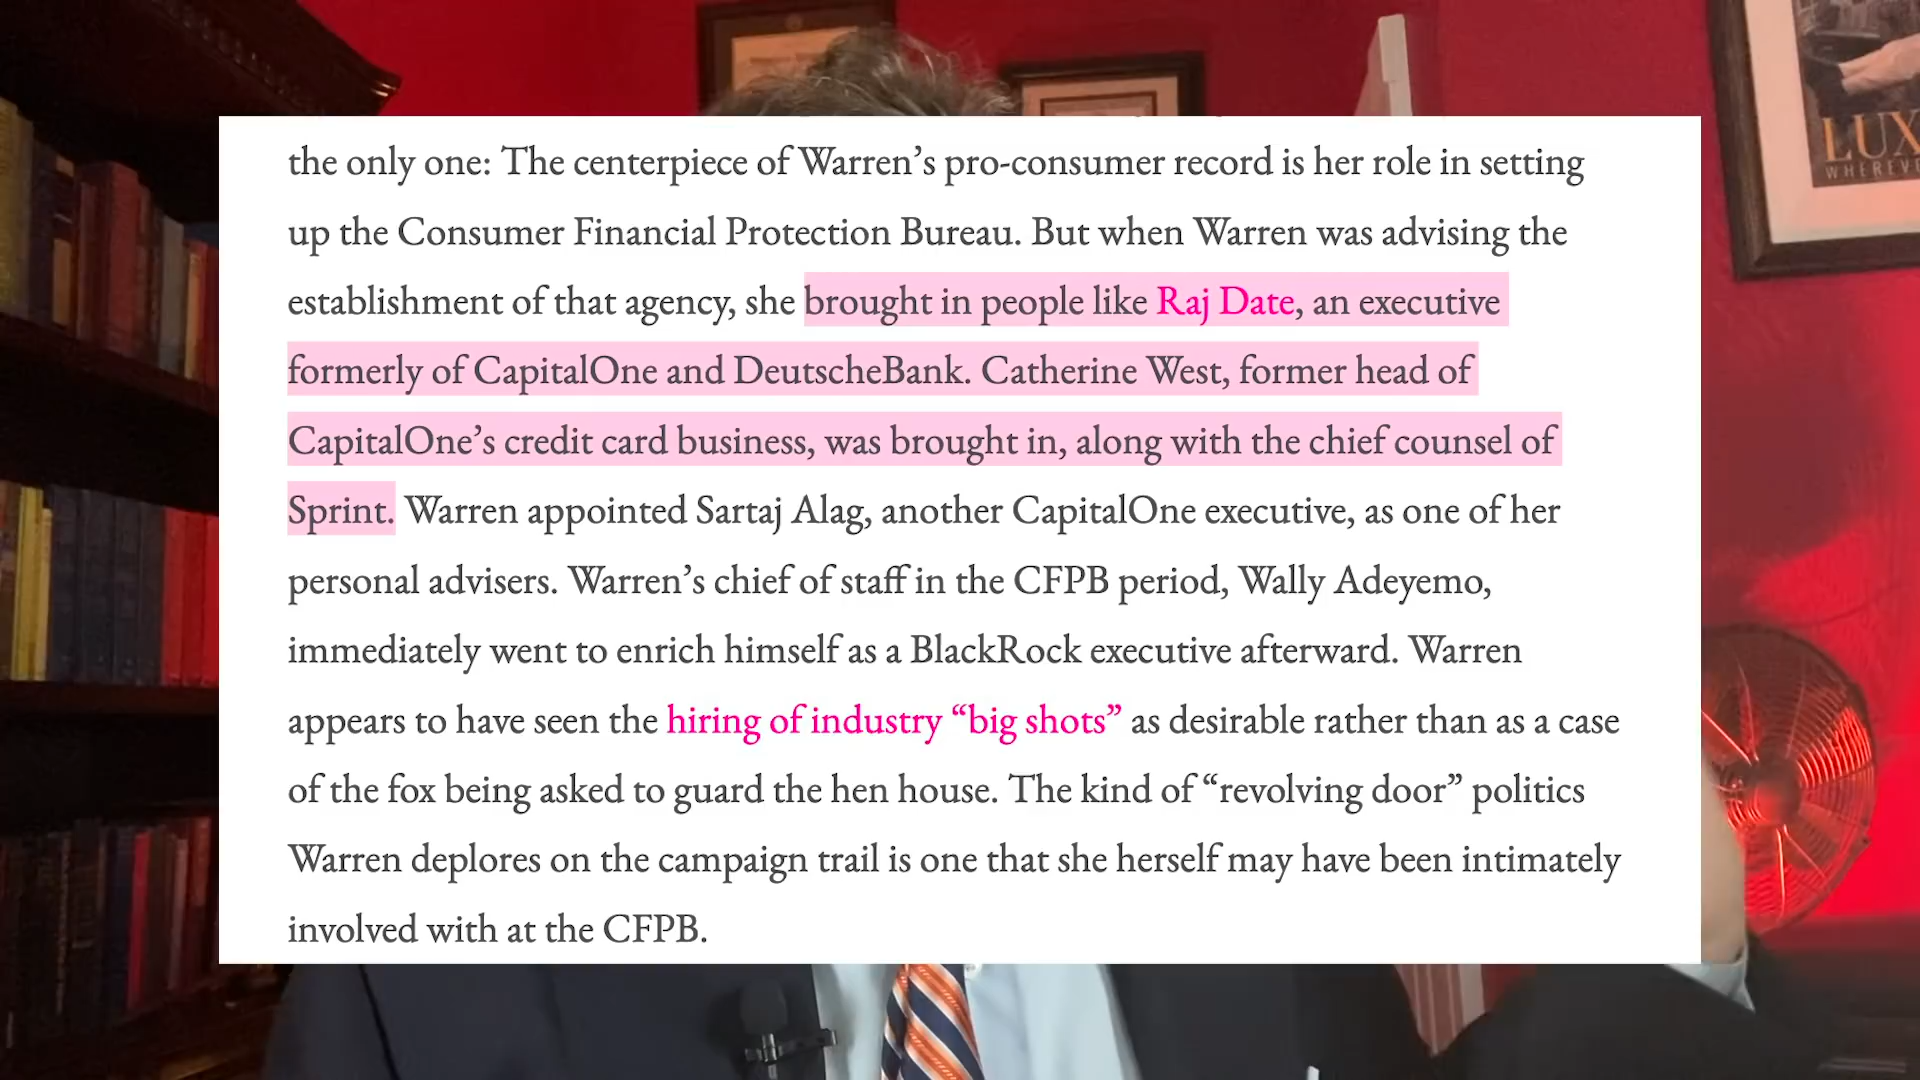 the only one: The centerpiece of Warren’s pro-consumer record is her role in setting
up the Consumer Financial Protection Bureau. But when Warren was advising the
establishment of that agency, she brought in people like Raj Date, an executive
formerly of CapitalOne and DeutscheBank. Catherine West, former head of
CapitalOne’s credit card business, was brought in, along with the chief counsel of
Sprint. Warren appointed Sartaj Alag, another CapitalOne executive, as one of her
personal advisers. Warren’s chief of staff in the CFPB period, Wally Adeyemo,
immediately went to enrich himself as a BlackRock executive afterward. Warren
appears to have seen the hiring of industry “big shots” as desirable rather than as a case
of the fox being asked to guard the hen house. The kind of “revolving door” politics
Warren deplores on the campaign trail is one that she herself may have been intimately
involved with at the CFPB.